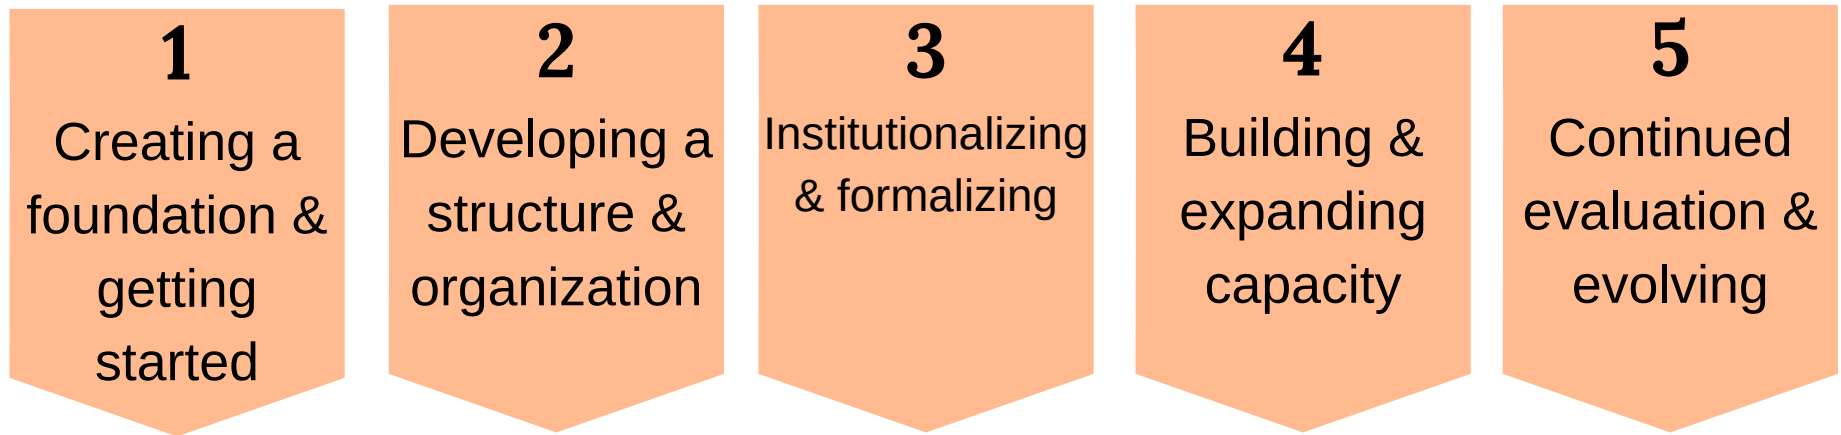 1
Creating a
foundation &
getting
started
2
Developing a
structure &
organization
3
Institutionalizing
& formalizing
4
Building &
expanding
capacity
5
Continued
evaluation &
evolving